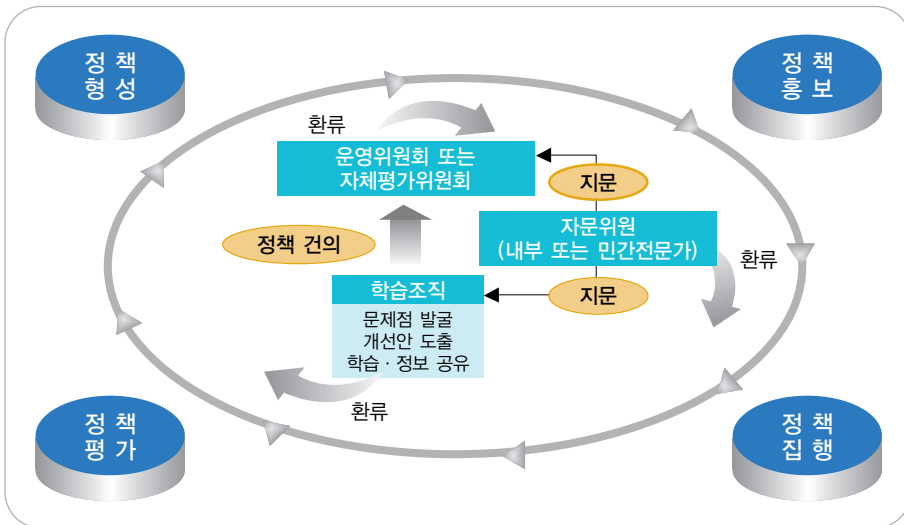 정 책
형 성
정 책
홍 보
환류
운영위원회 또는
자체평가위원회
지문
정책 건의
자문위원
(내부 또는 민간전문가)
환류
학습조직
지문
문제점 발굴
개선안 도출
학습 · 정보 공유
환류
정 책
평 가
정 책
집 행